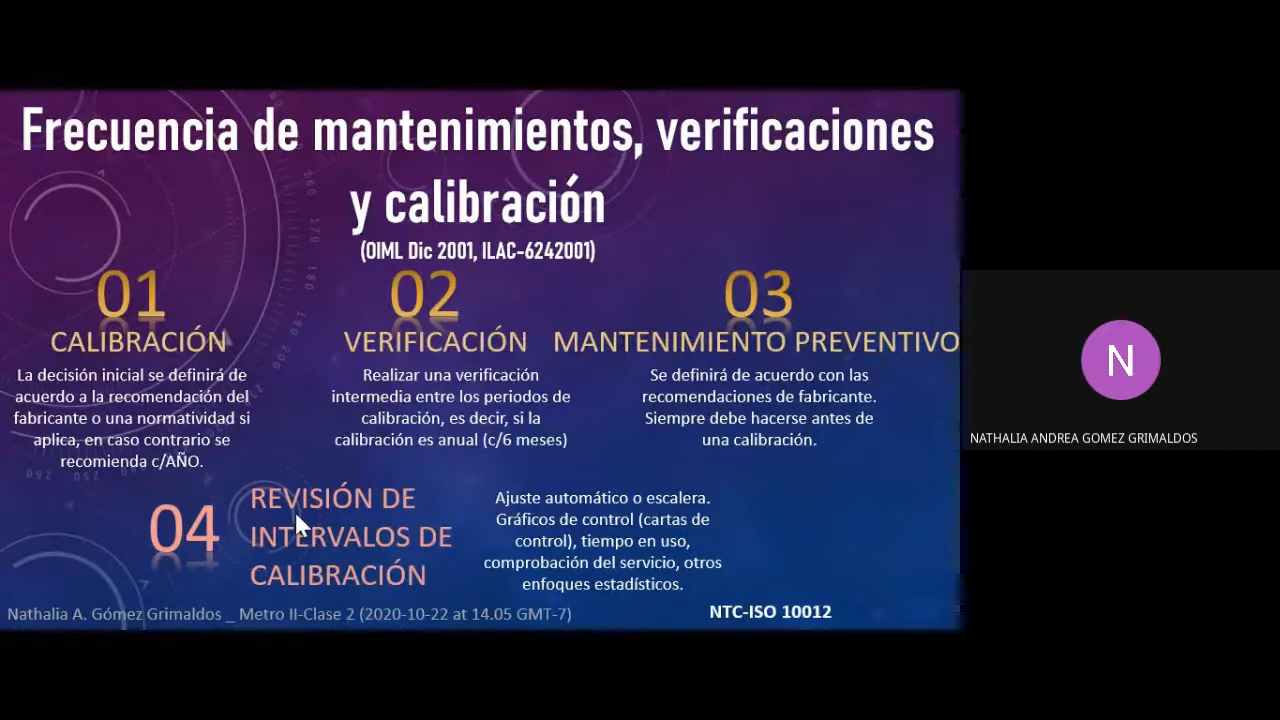 Frecuencia de mantenimientos, verificaciones
y calibración
(OIML Dic 2001, ILAC-6242001)
01
CALIBRACIÓN
La decisión inicial se definirá de
acuerdo a la recomendación del
fabricante o una normatividad si
aplica, en caso contrario se
recomienda c/AÑO.
02
VERIFICACIÓN
Realizar una verificación
intermedia entre los periodos de
calibración, es decir, si la
calibración es anual (c/6 meses)
03
MANTENIMIENTO PREVENTIVO
Se definirá de acuerdo con las
recomendaciones de fabricante.
Siempre debe hacerse antes de
una calibración.
04
REVISIÓN DE
INTERVALOS DE
CALIBRACIÓN
Ajuste automático o escalera.
Gráficos de control (cartas de
control), tiempo en uso,
comprobación del servicio, otros
enfoques estadísticos.
Nathalia A. Gómez Grimaldos _ Metro II-Clase 2 (2020-10-22 at 14.05 GMT-7)
NTC-ISO 10012
N
NATHALIA ANDREA GOMEZ GRIMALDOS